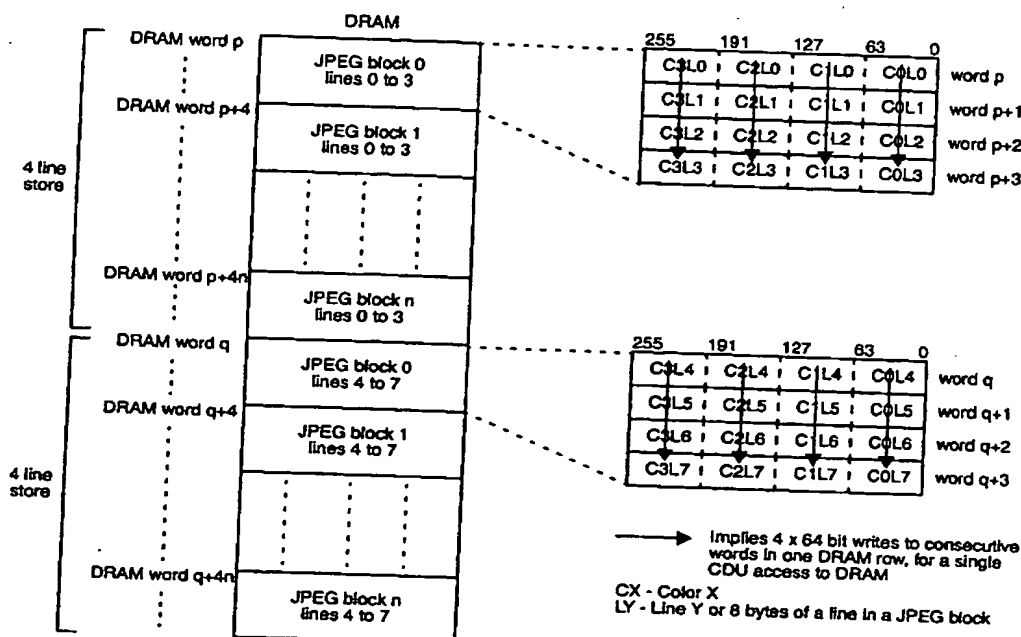 DRAM
DRAM word p
JPEG block 0
lines 0 to 3
DRAM word p+4
JPEG block 1
lines 0 to 3
4 line
store
DRAM word p+4n
JPEG block n
lines 0 to 3
DRAM word q
JPEG block 0
lines 4 to 7
DRAM word q+4
JPEG block 1
lines 4 to 7
4 line
store
DRAM word q+4n
JPEG block n
lines 4 to 7
255 191 127 63 0
C3L0 C2L0 C1L0 C0L0 word p
C3L1 C2L1 C1L1 C0L1 word p+1
C3L2 C2L2 C1L2 C0L2 word p+2
C3L3 C2L3 C1L3 C0L3 word p+3
255 191 127 63 0
C3L4 C2L4 C1L4 C0L4 word q
C3L5 C2L5 C1L5 C0L5 word q+1
C3L6 C2L6 C1L6 C0L6 word q+2
C3L7 C2L7 C1L7 C0L7 word q+3
Implies 4 x 64 bit writes to consecutive
words in one DRAM row, for a single
CDU access to DRAM
CX - Color X
LY - Line Y or 8 bytes of a line in a JPEG block